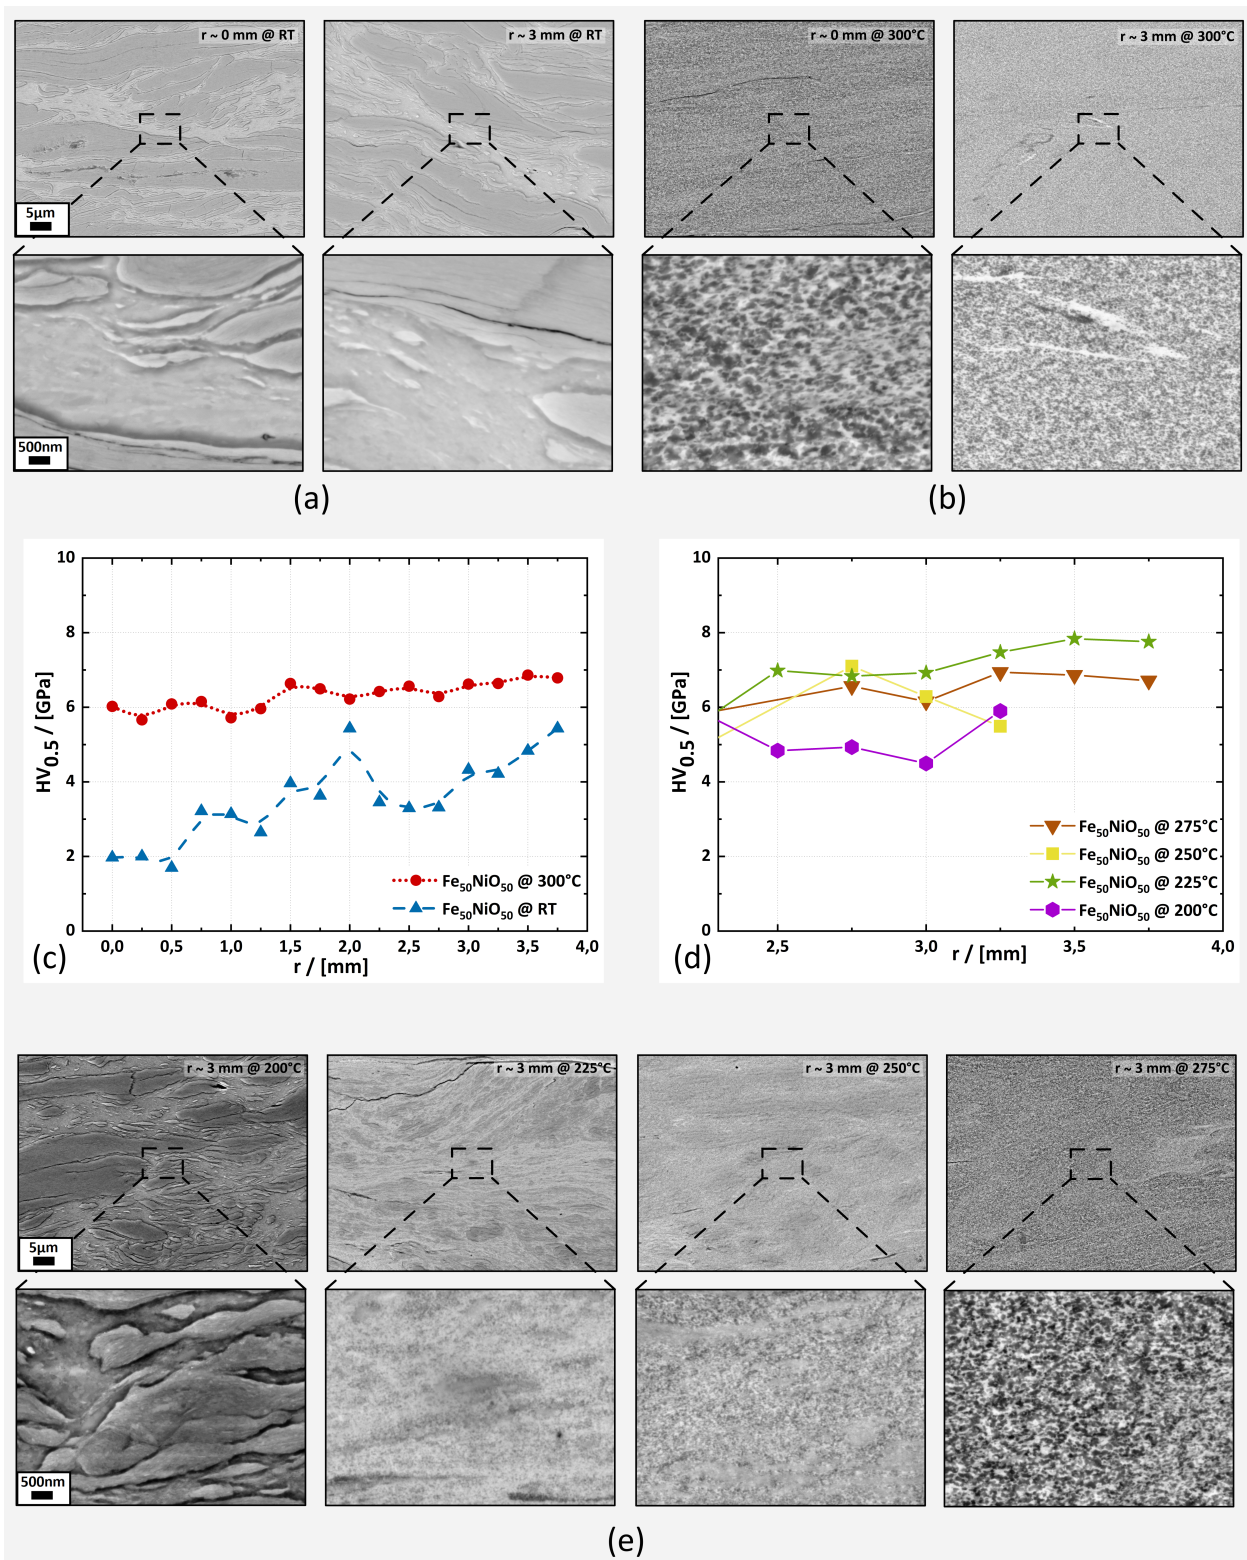 r ~ 0 mm @ RT
r ~ 3 mm @ RT
r ~ 0 mm @ 300°C
r ~ 3 mm @ 300°C
5µm
500nm
(a)
(b)
10
8
6
4
2
0
HV0.5 / [GPa]
Fe50NiO50 @ 300°C
Fe50NiO50 @ RT
0,0 0,5 1,0 1,5 2,0 2,5 3,0 3,5 4,0
r / [mm]
(c)
10
8
6
4
2
0
HV0.5 / [GPa]
Fe50NiO50 @ 275°C
Fe50NiO50 @ 250°C
Fe50NiO50 @ 225°C
Fe50NiO50 @ 200°C
2,5 3,0 3,5 4,0
r / [mm]
(d)
r ~ 3 mm @ 200°C
r ~ 3 mm @ 225°C
r ~ 3 mm @ 250°C
r ~ 3 mm @ 275°C
5µm
500nm
(e)